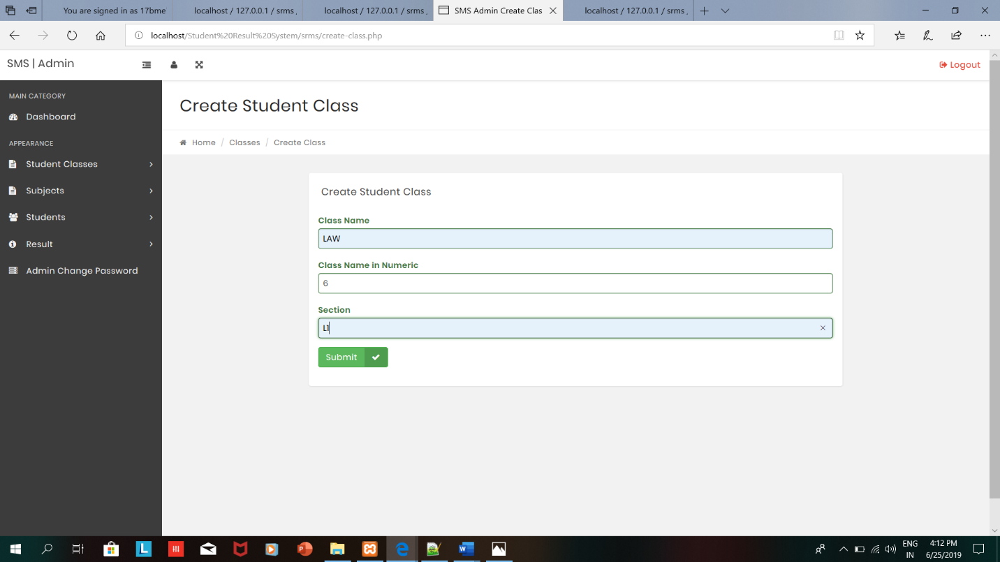 You are signed in as 17bme
localhost / 127.0.0.1 / srms
localhost / 127.0.0.1 / srms
SMS Admin Create Clas
localhost / 127.0.0.1 / srms
localhost/Student%20Result%20System/srms/create-class.php
SMS | Admin
Logout
MAIN CATEGORY
Dashboard
APPEARANCE
Student Classes
Subjects
Students
Result
Admin Change Password
Create Student Class
Home / Classes / Create Class
Create Student Class
Class Name
LAW
Class Name in Numeric
6
Section
L1
Submit
ENG
IN
4:12 PM
6/25/2019